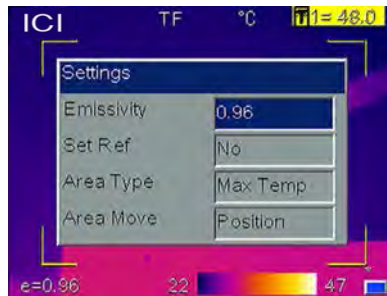 ICI TF °C T1= 48.0
Settings
Emissivity 0.96
Set Ref No
Area Type Max Temp
Area Move Position
e=0.96 22 47